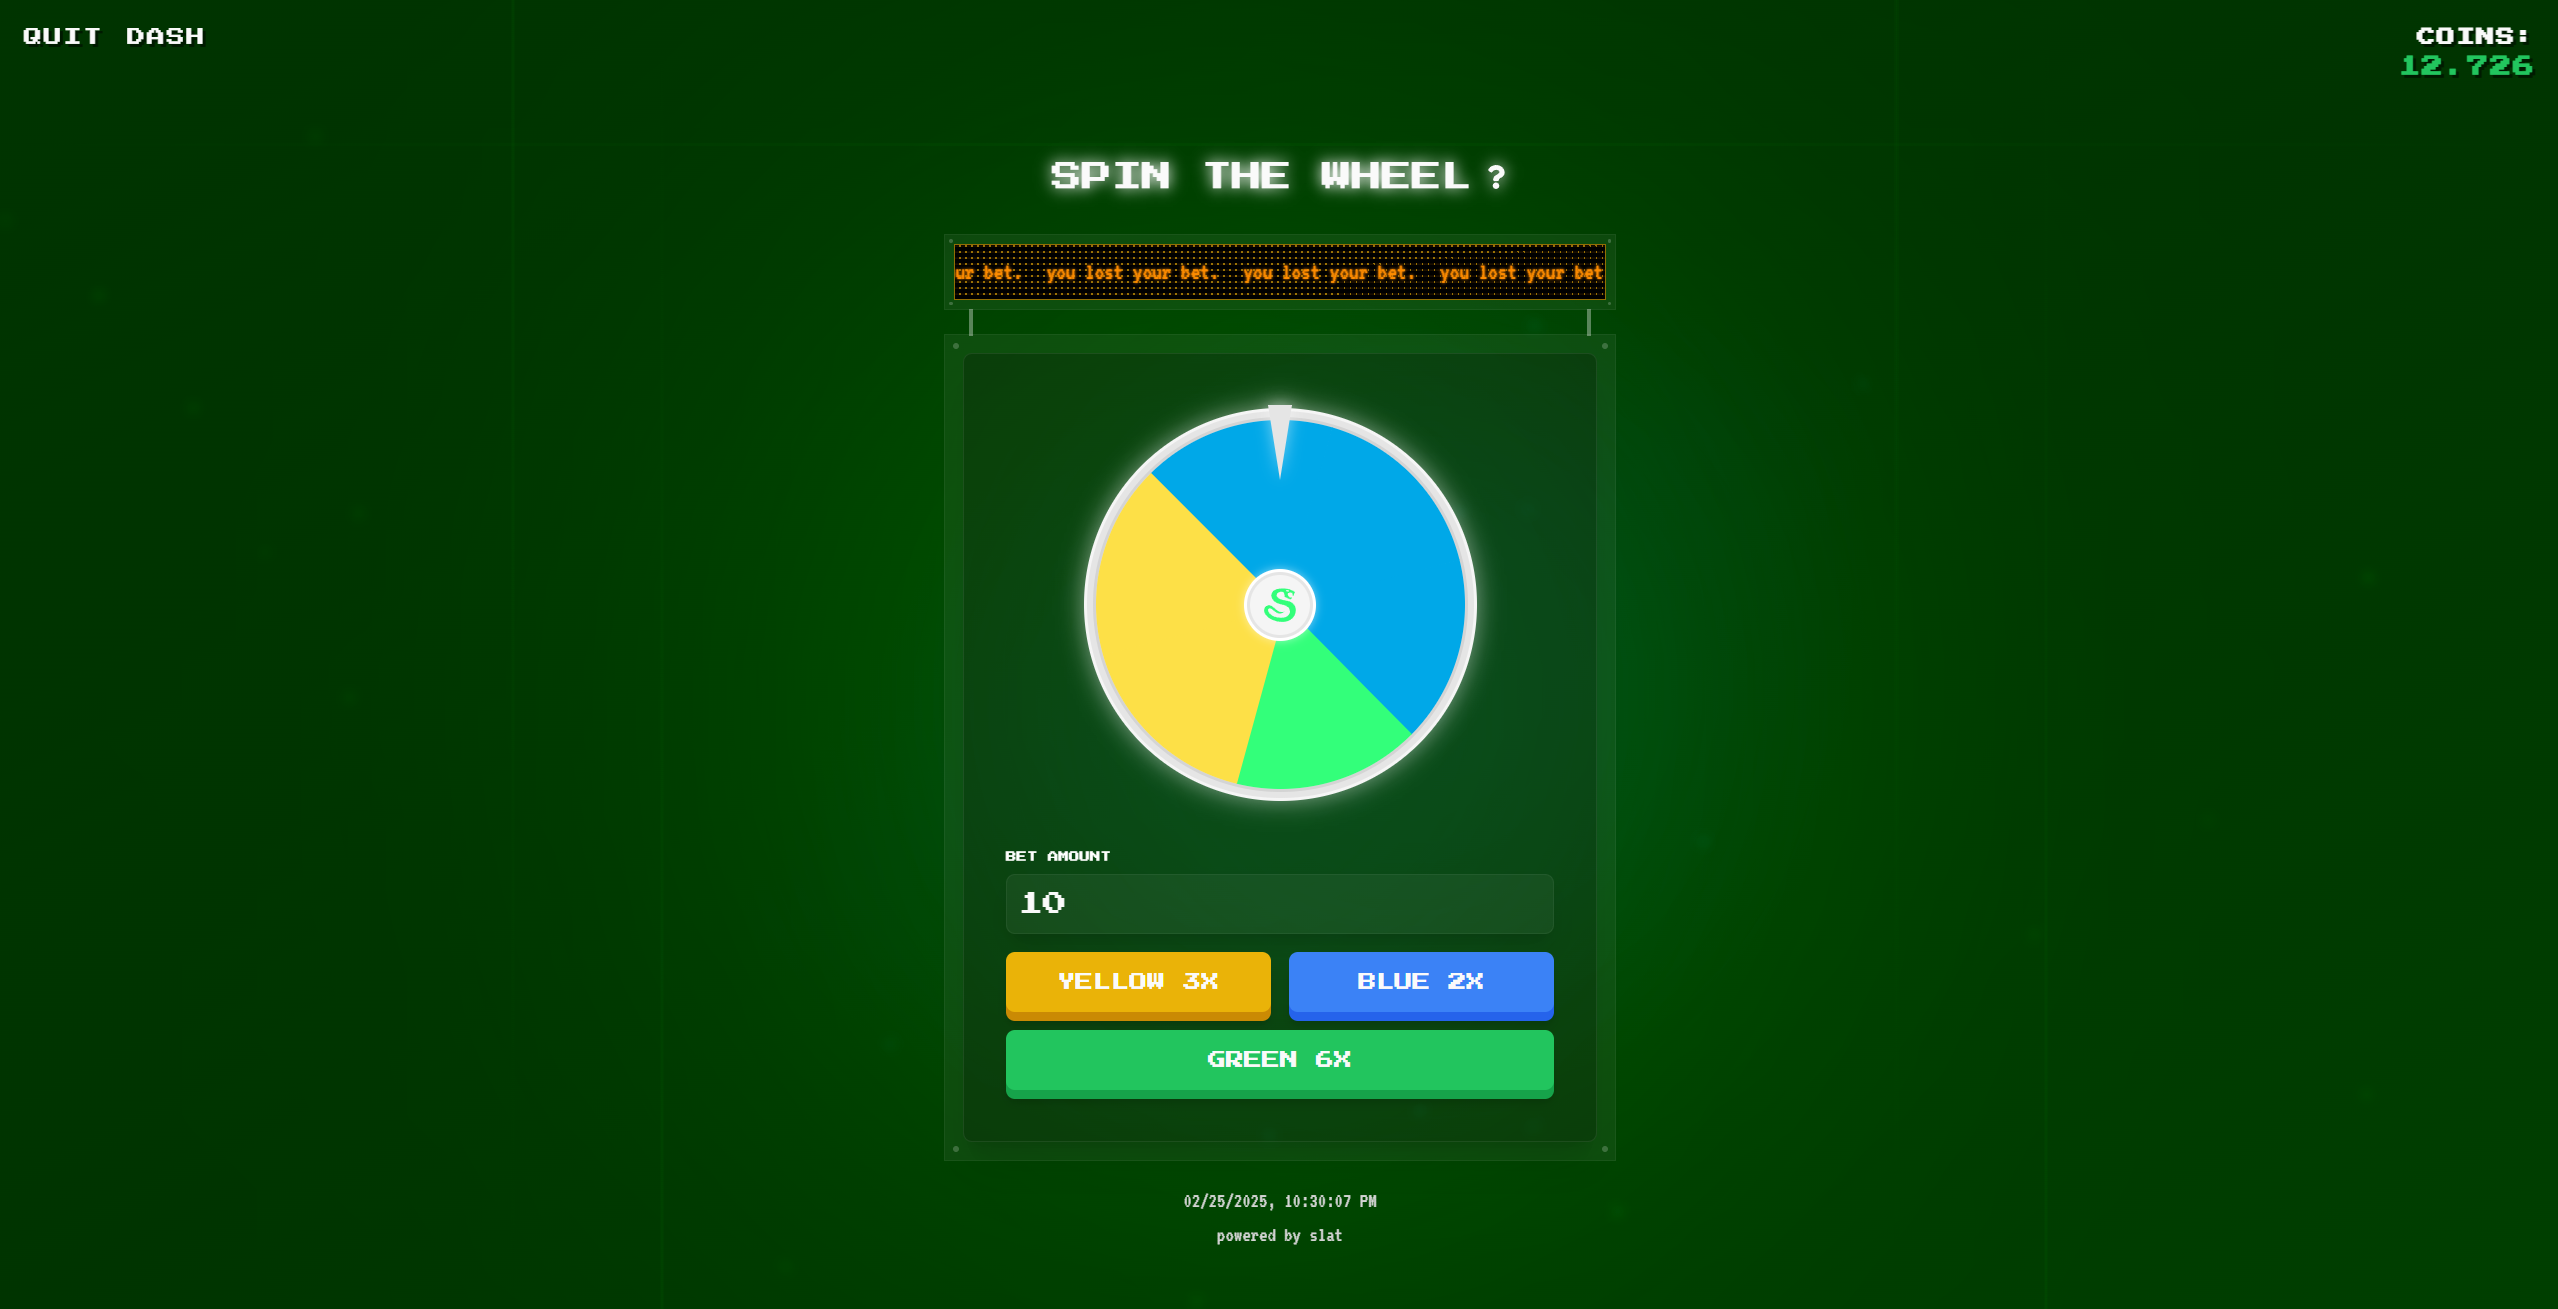 QUIT DASH
COINS:
12.726
SPIN THE WHEEL ?
ur bet. you lost your bet. you lost your bet. you lost your bet
S
BET AMOUNT
10
YELLOW 3X
BLUE 2X
GREEN 6X
02/25/2025, 10:30:07 PM
powered by slat